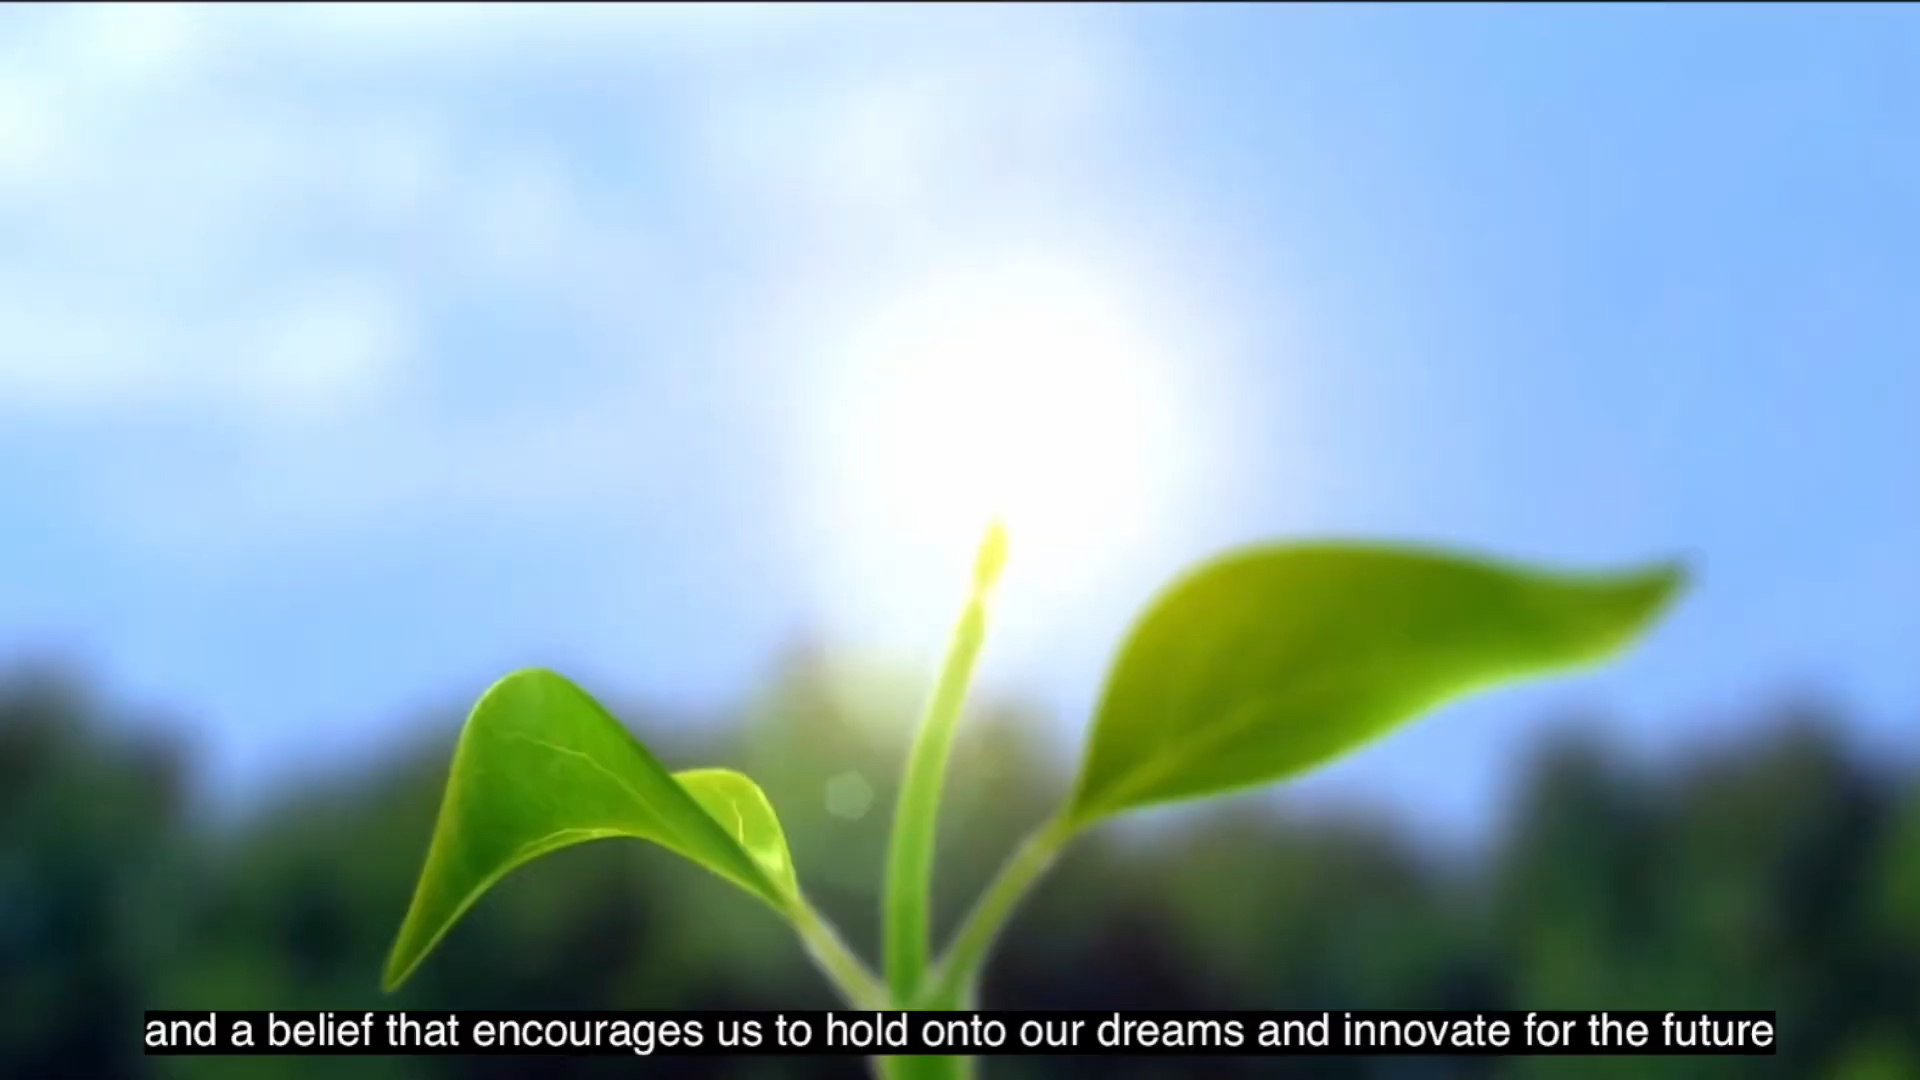 and a belief that encourages us to hold onto our dreams and innovate for the future